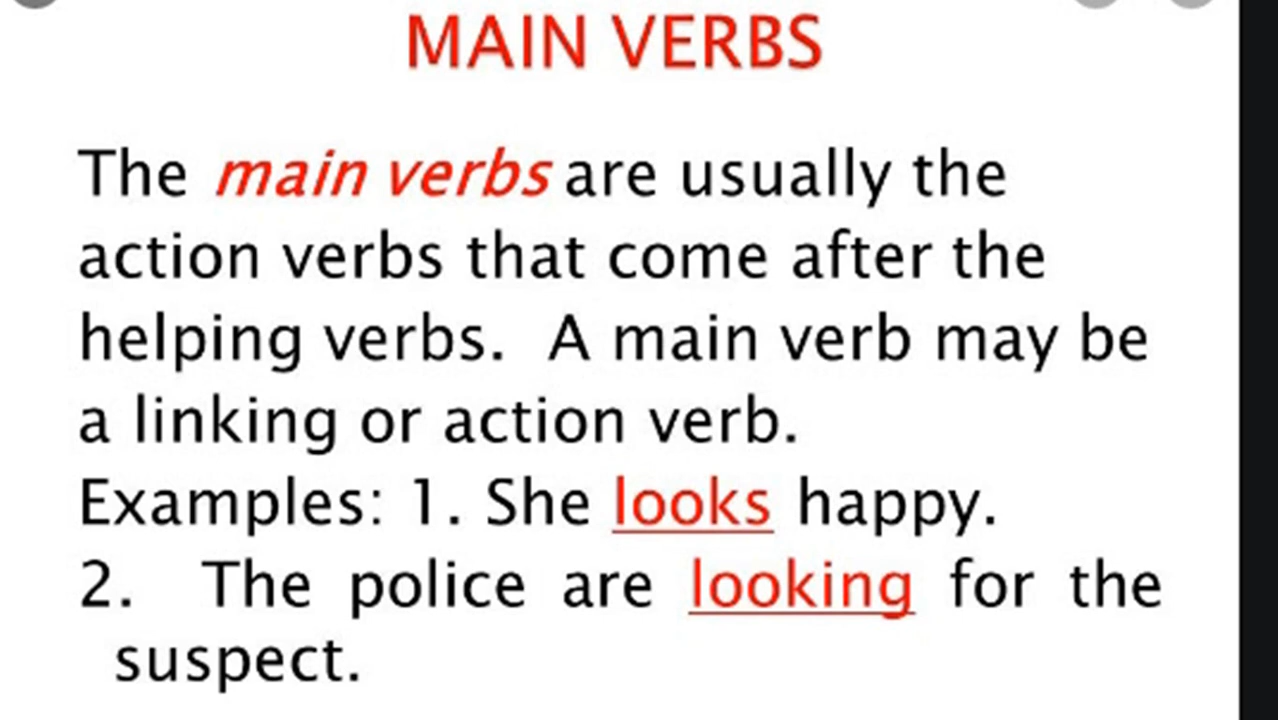 MAIN VERBS
The main verbs are usually the
action verbs that come after the
helping verbs. A main verb may be
a linking or action verb.
Examples: 1. She looks happy.
2. The police are looking for the
suspect.